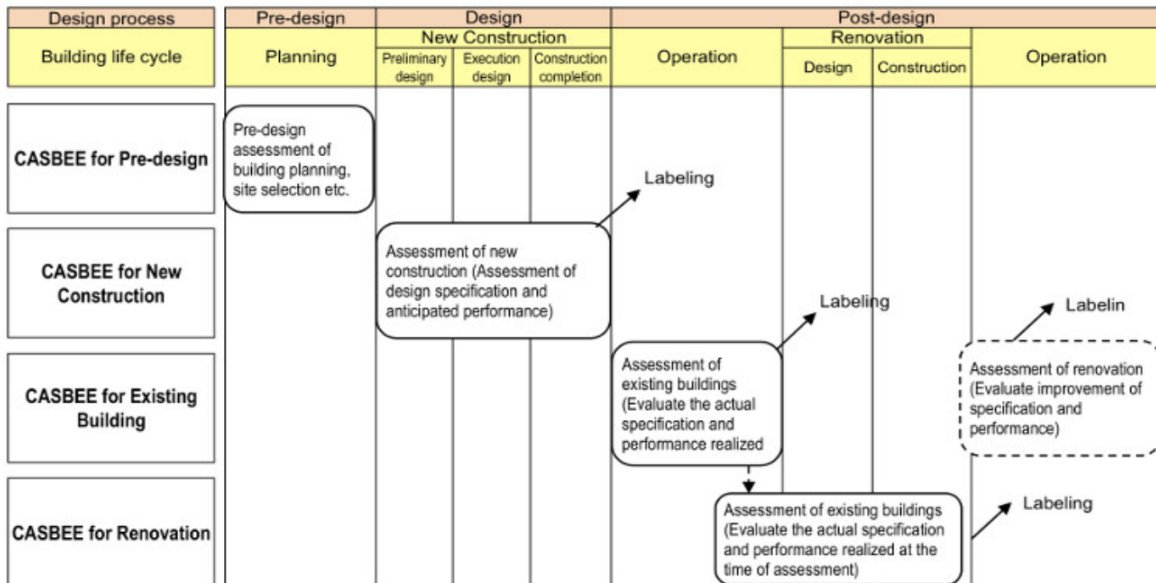 Design process
Pre-design
Design
Post-design
Building life cycle
Planning
New Construction
Preliminary
design
Execution
design
Construction
completion
Operation
Renovation
Design
Construction
Operation
CASBEE for Pre-design
Pre-design
assessment of
building planning,
site selection etc.
Labeling
CASBEE for New
Construction
Assessment of new
construction (Assessment of
design specification and
anticipated performance)
Labeling
Labelin
CASBEE for Existing
Building
Assessment of
existing buildings
(Evaluate the actual
specification and
performance realized
Assessment of renovation
(Evaluate improvement of
specification and
performance)
CASBEE for Renovation
Assessment of existing buildings
(Evaluate the actual specification
and performance realized at the
time of assessment)
Labeling